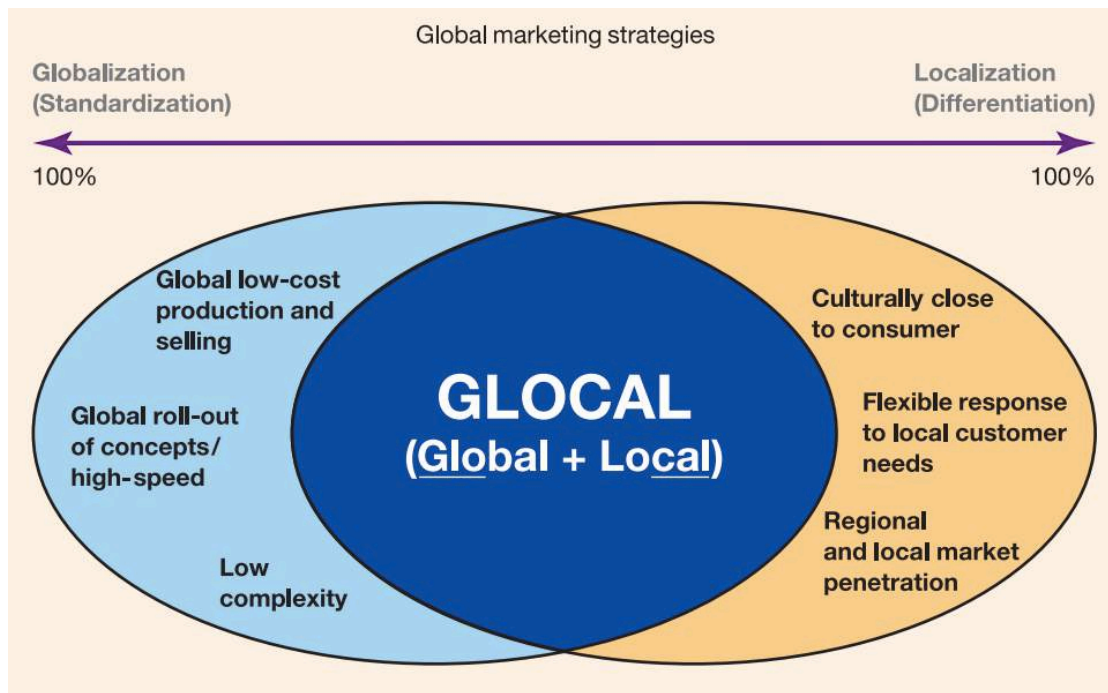 Global marketing strategies
Globalization
(Standardization)
Localization
(Differentiation)
100%
100%
Global low-cost
production and
selling
Global roll-out
of concepts/
high-speed
Low
complexity
GLOCAL
(Global + Local)
Culturally close
to consumer
Flexible response
to local customer
needs
Regional
and local market
penetration